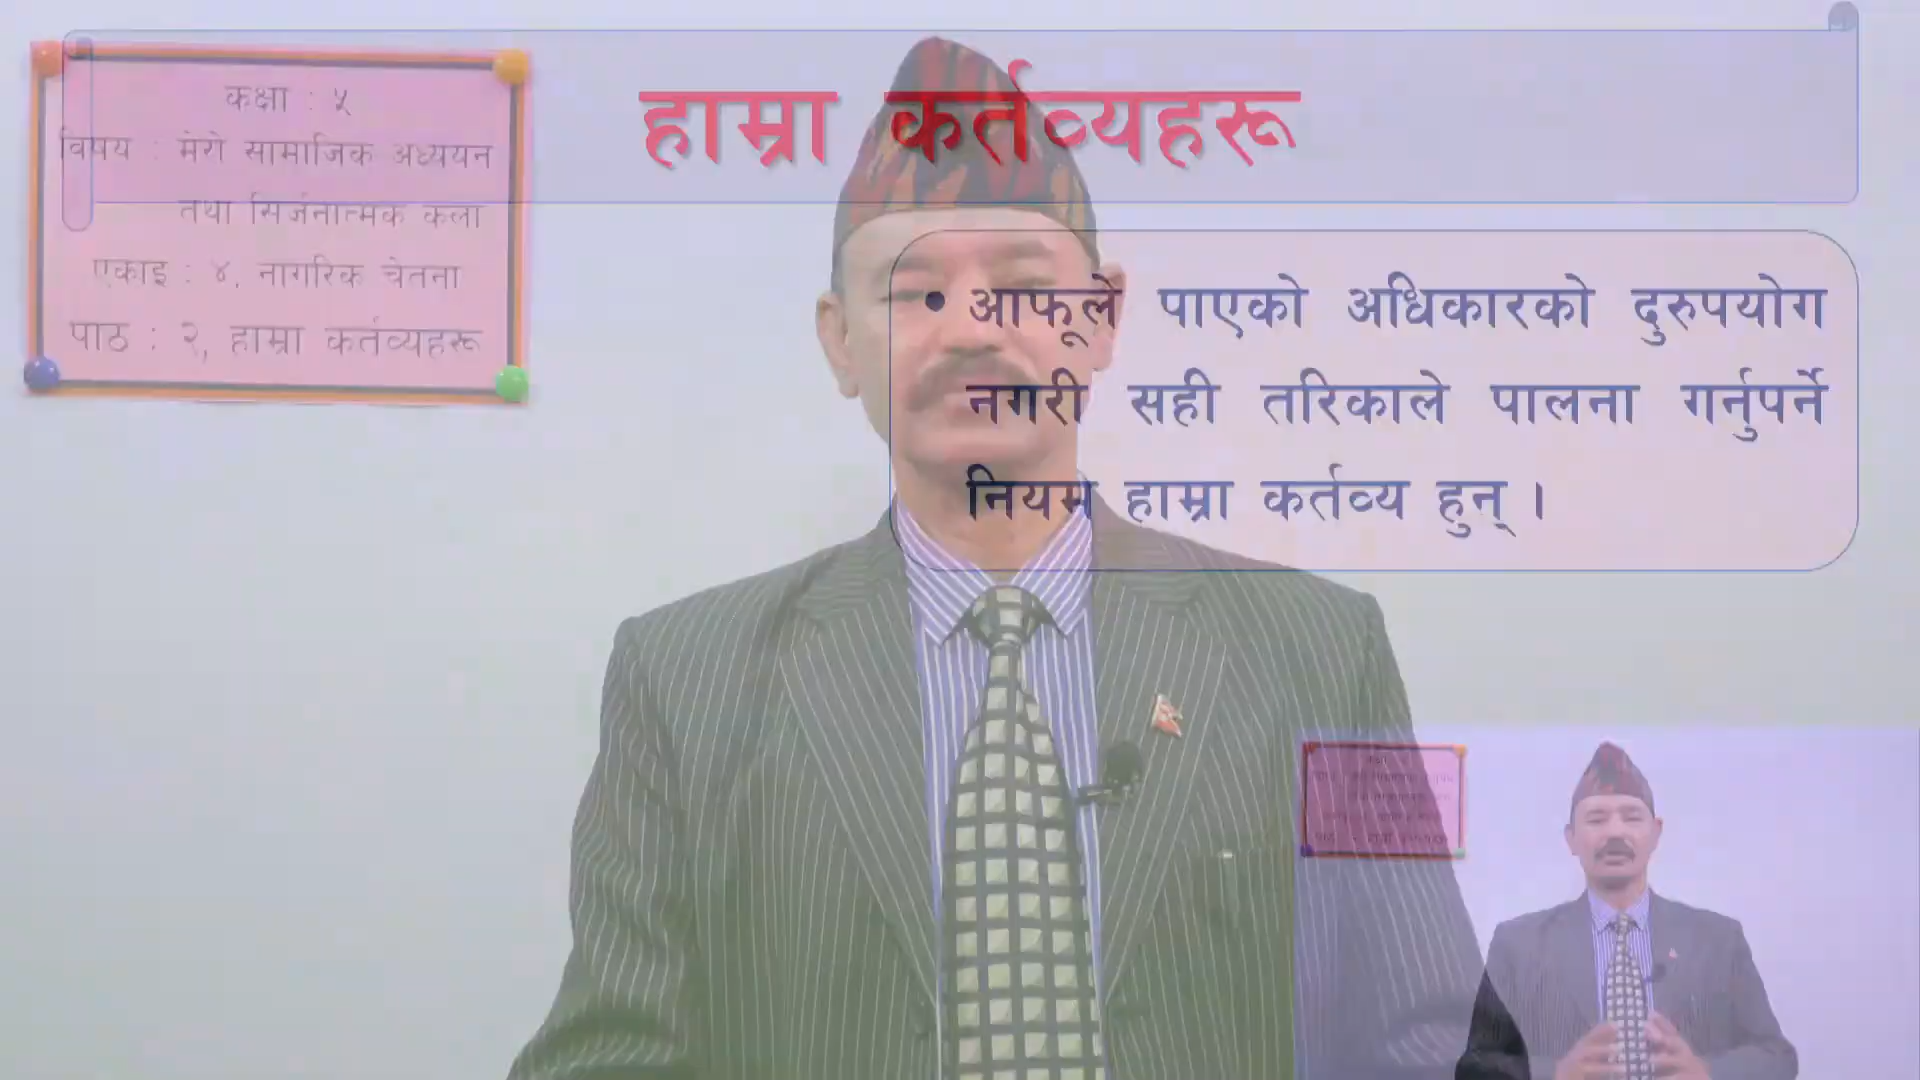 कक्षा : ५
विषय : मेरो सामाजिक अध्ययन
तथा सिर्जनात्मक कला
एकाइ : ४, नागरिक चेतना
पाठ : २, हाम्रा कर्तव्यहरू
हाम्रा कर्तव्यहरू
• आफूले पाएको अधिकारको दुरुपयोग
नगरी सही तरिकाले पालना गर्नुपर्ने
नियम हाम्रा कर्तव्य हुन् ।